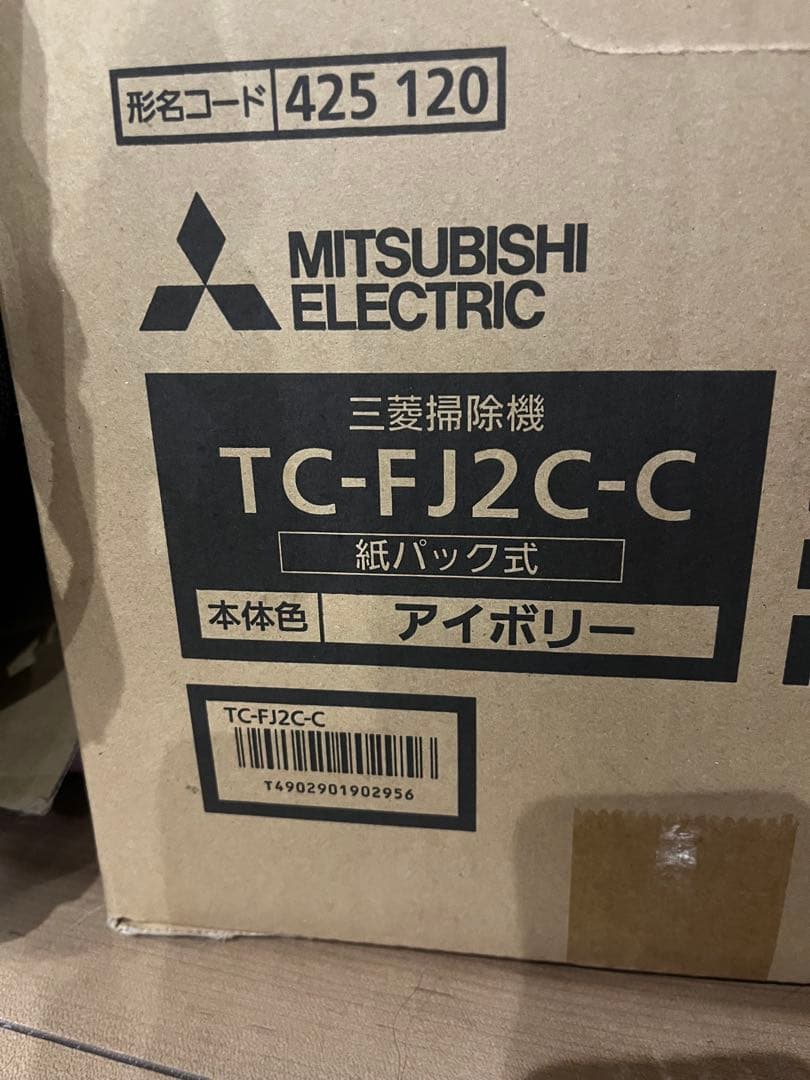 形名コード 425 120
MITSUBISHI
ELECTRIC
三菱掃除機
TC-FJ2C-C
紙パック式
本体色 アイボリー
TC-FJ2C-C
T4902901902956